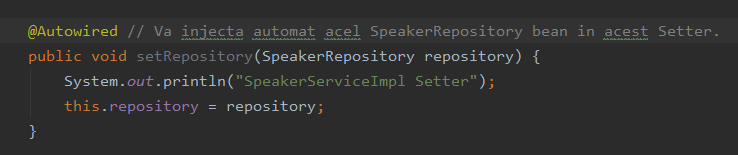 @Autowired // Va injecta automat acel SpeakerRepository bean in acest Setter.
public void setRepository(SpeakerRepository repository) {
System.out.println("SpeakerServiceImpl Setter");
this.repository = repository;
}